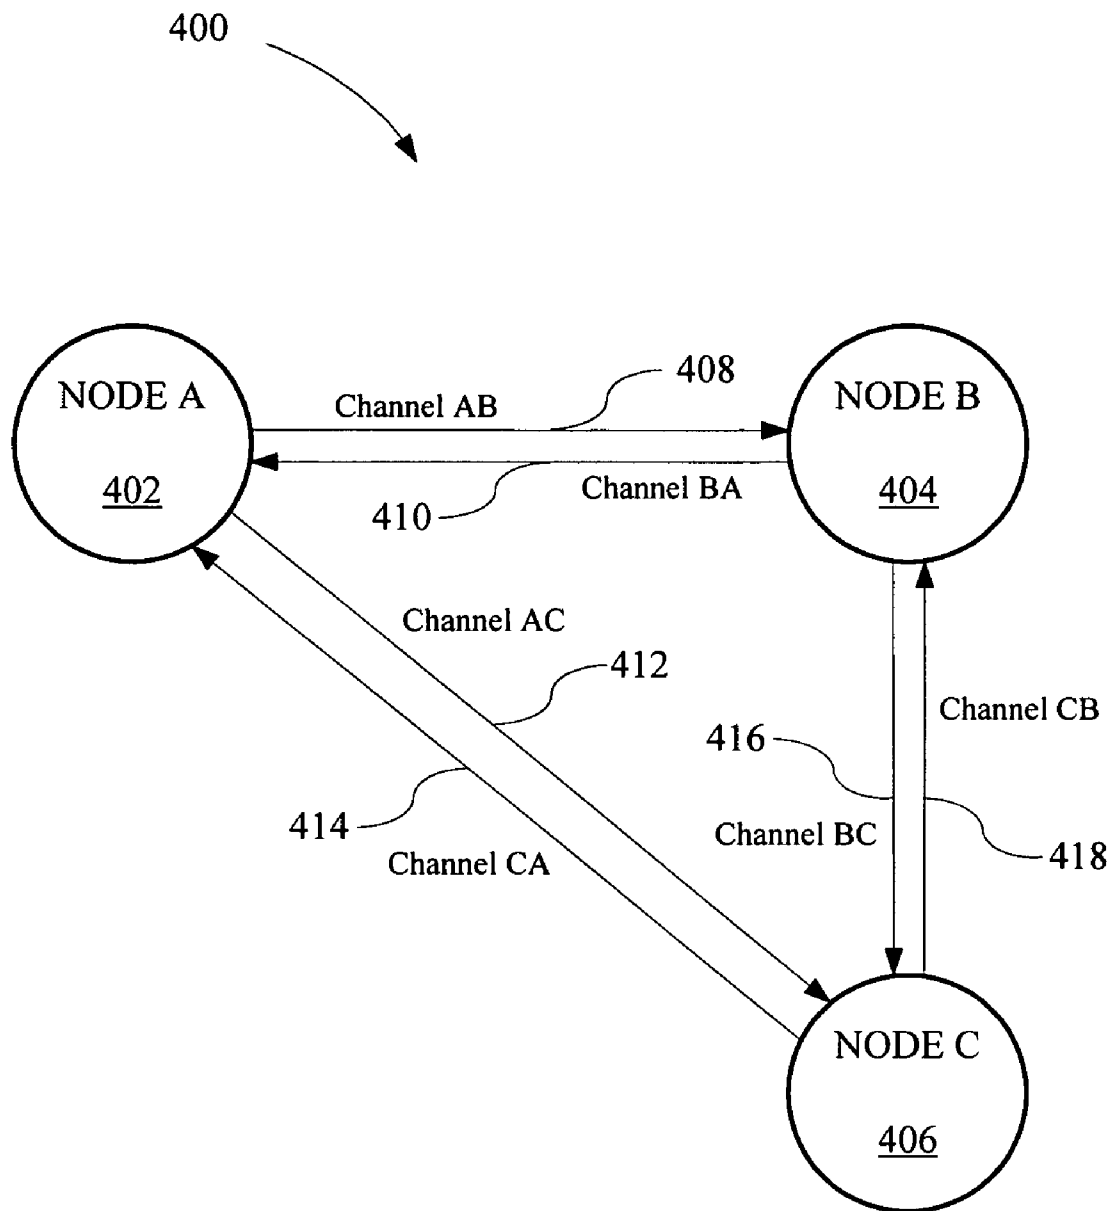 400
NODE A
402
NODE B
404
Channel AB
408
410
Channel BA
Channel AC
412
414
Channel CA
416
Channel BC
Channel CB
418
NODE C
406